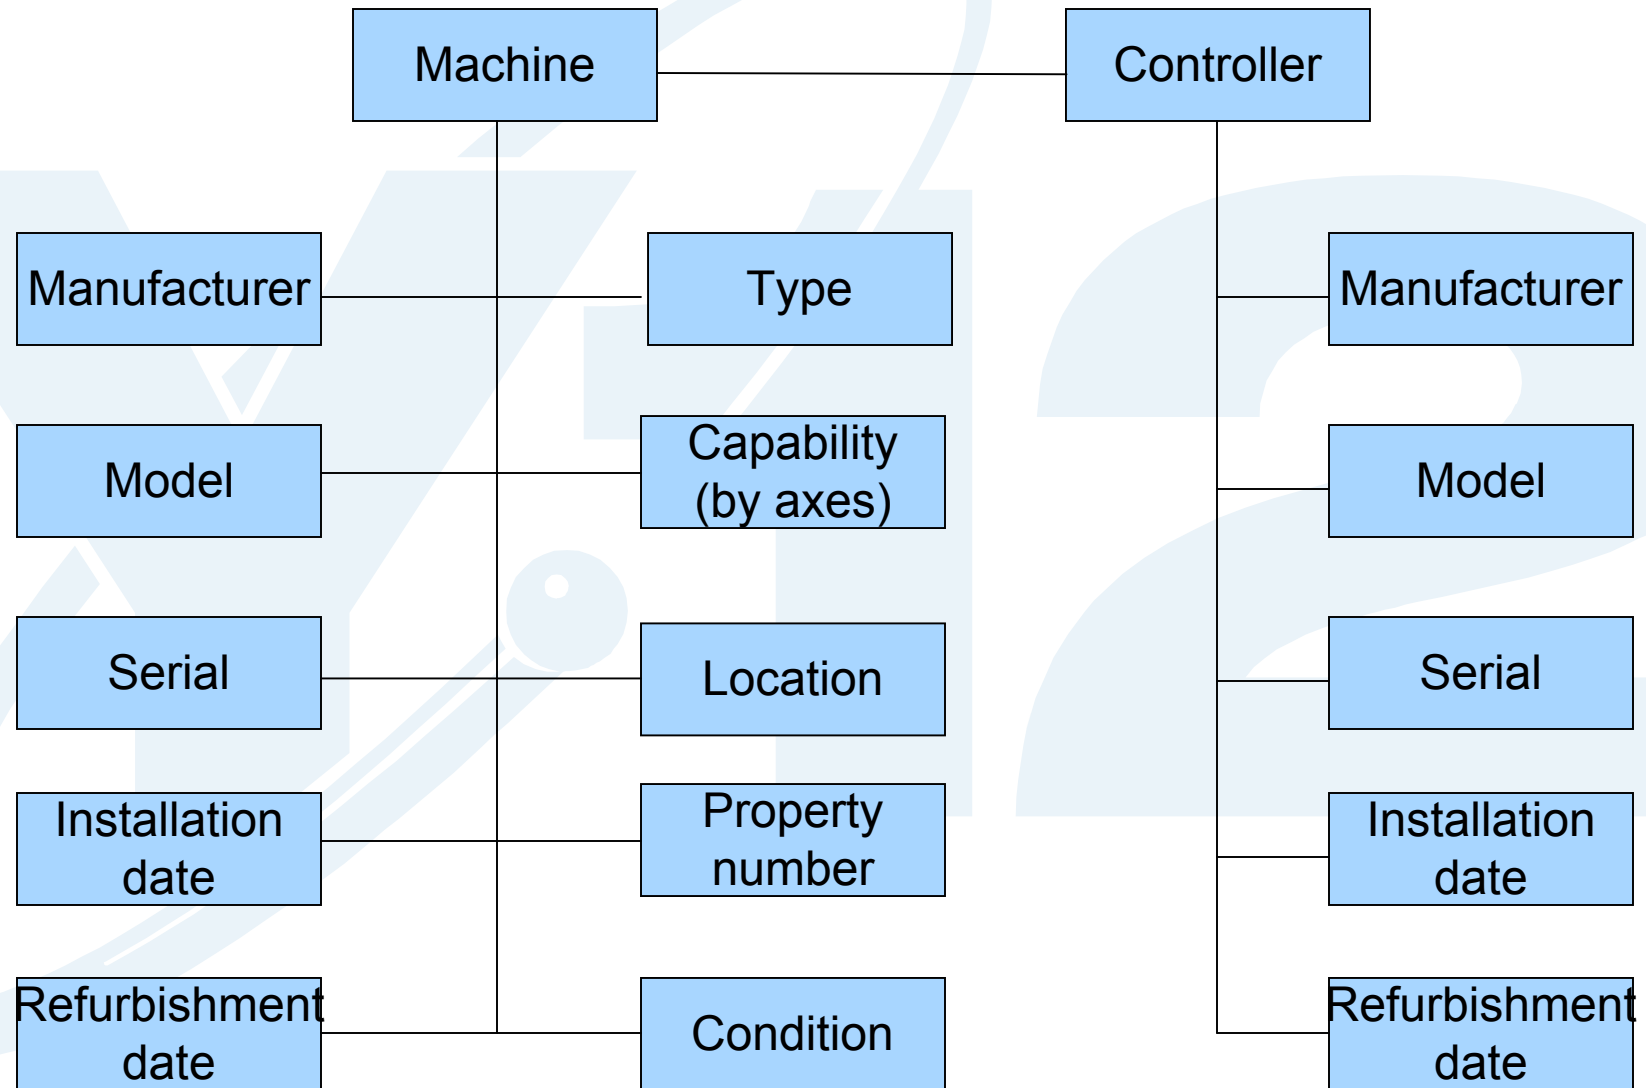 Machine
Controller
Manufacturer
Type
Manufacturer
Model
Capability
(by axes)
Model
Serial
Location
Serial
Installation
date
Property
number
Installation
date
Refurbishment
date
Condition
Refurbishment
date